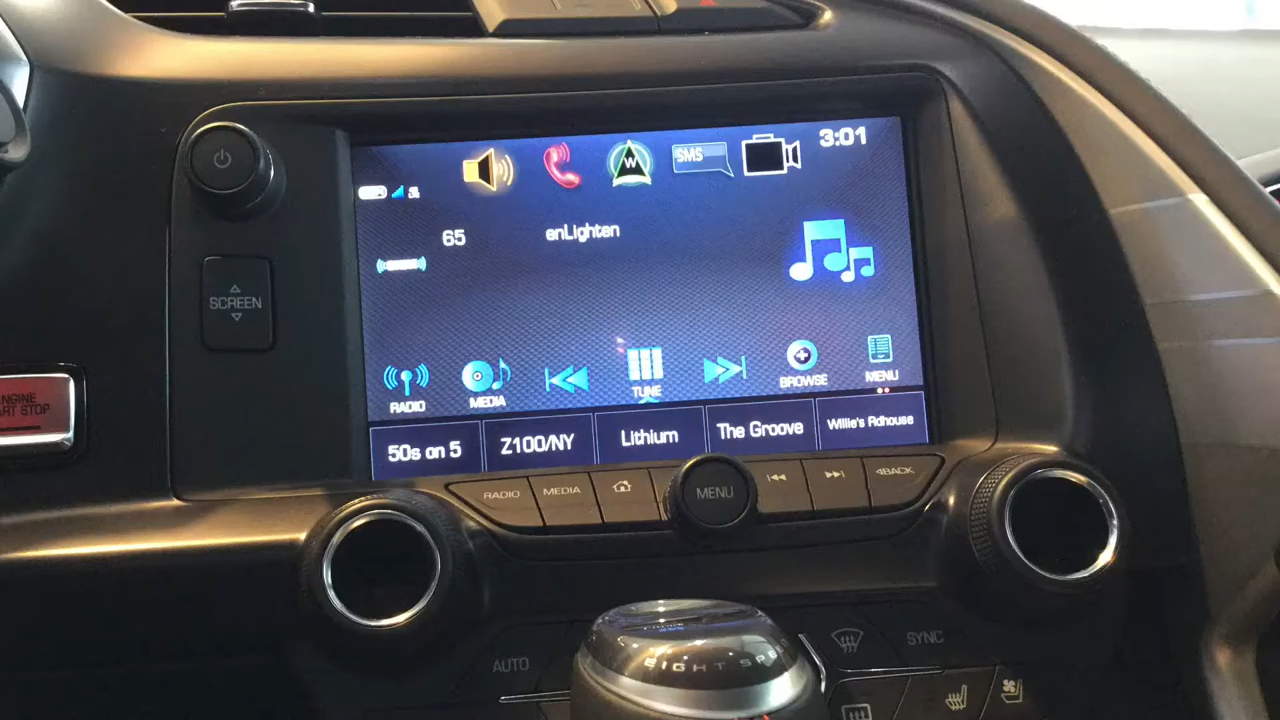 3:01
SMS
W
65
enLighten
SCREEN
RADIO
MEDIA
TUNE
BROWSE
MENU
50s on 5
Z100/NY
Lithium
The Groove
Willie's Rdhouse
ENGINE
START STOP
RADIO
MEDIA
MENU
BACK
AUTO
SYNC
EIGHT SPE